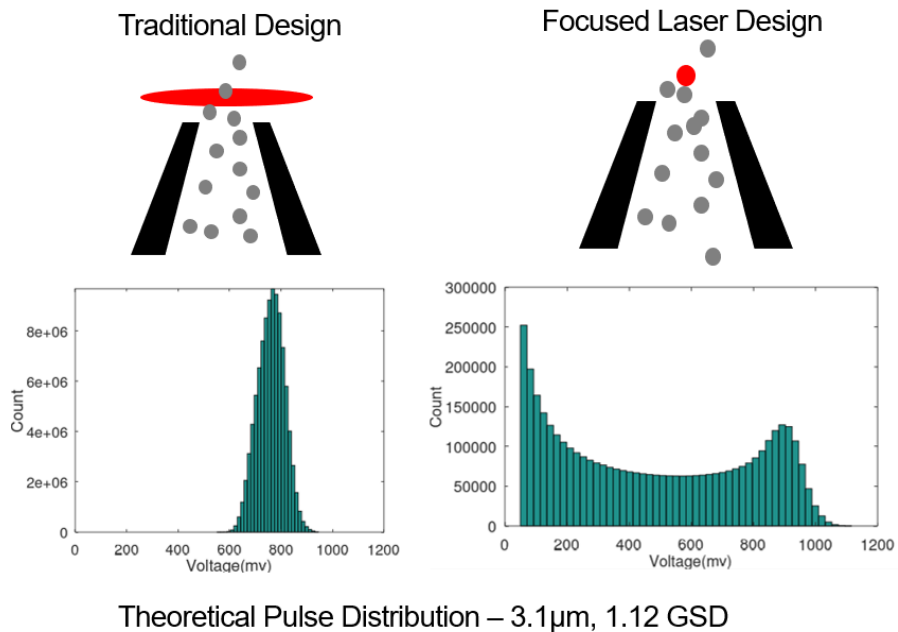 Traditional Design
Focused Laser Design
8e+06
6e+06
4e+06
2e+06
0
Count
0 200 400 600 800 1000 1200
Voltage(mv)
300000
250000
200000
150000
100000
50000
0
Count
0 200 400 600 800 1000 1200
Voltage(mv)
Theoretical Pulse Distribution – 3.1µm, 1.12 GSD